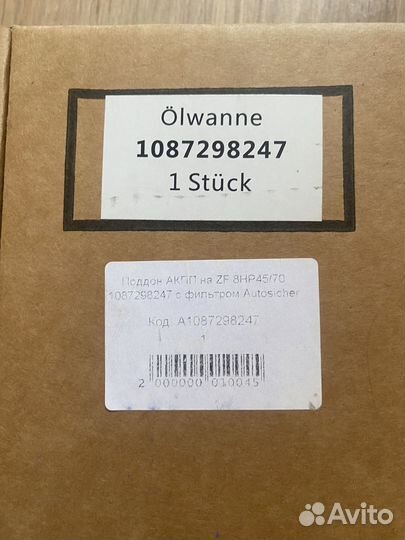 Ölwanne
1087298247
1 Stück
Поддон АКПП на ZF 8HP45/70
1087298247 с фильтром Autosicher
Код: A1087298247
1
2 000000 010045
Avito